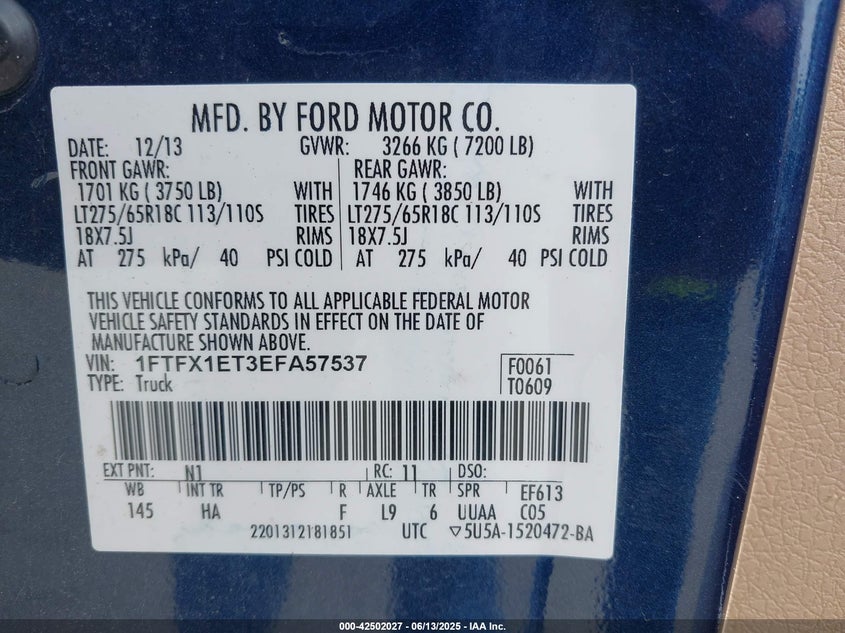 MFD. BY FORD MOTOR CO.
DATE: 12/13 GVWR: 3266 KG ( 7200 LB)
FRONT GAWR: REAR GAWR:
1701 KG ( 3750 LB) WITH 1746 KG ( 3850 LB) WITH
LT275/65R18C 113/110S TIRES LT275/65R18C 113/110S TIRES
18X7.5J RIMS 18X7.5J RIMS
AT 275 kPa/ 40 PSI COLD AT 275 kPa/ 40 PSI COLD
THIS VEHICLE CONFORMS TO ALL APPLICABLE FEDERAL MOTOR
VEHICLE SAFETY STANDARDS IN EFFECT ON THE DATE OF
MANUFACTURE SHOWN ABOVE.
VIN: 1FTFX1ET3EFA57537 F0061
TYPE: Truck T0609
EXT PNT: N1 RC: 11 DSO:
WB INT TR TP/PS R AXLE TR SPR EF613
145 HA F L9 6 UUAA C05
2201312181851 UTC ▽5U5A-1520472-BA
000-42502027 - 06/13/2025 - IAA Inc.